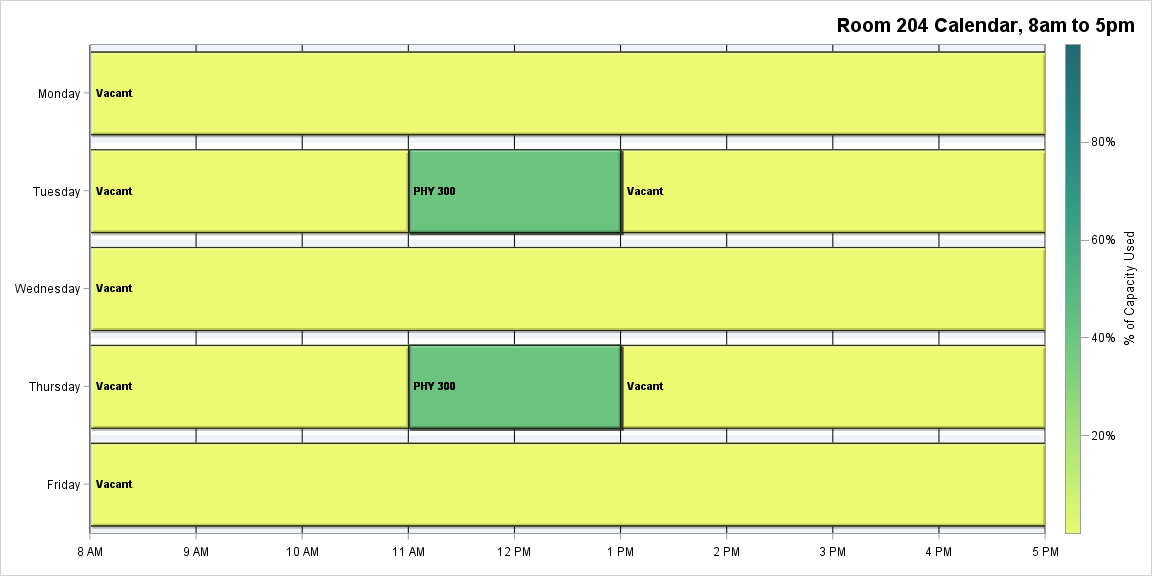 Room 204 Calendar, 8am to 5pm
Monday
Vacant
Tuesday
Vacant
PHY 300
Vacant
Wednesday
Vacant
Thursday
Vacant
PHY 300
Vacant
Friday
Vacant
8 AM
9 AM
10 AM
11 AM
12 PM
1 PM
2 PM
3 PM
4 PM
5 PM
80%
60%
40%
20%
% of Capacity Used